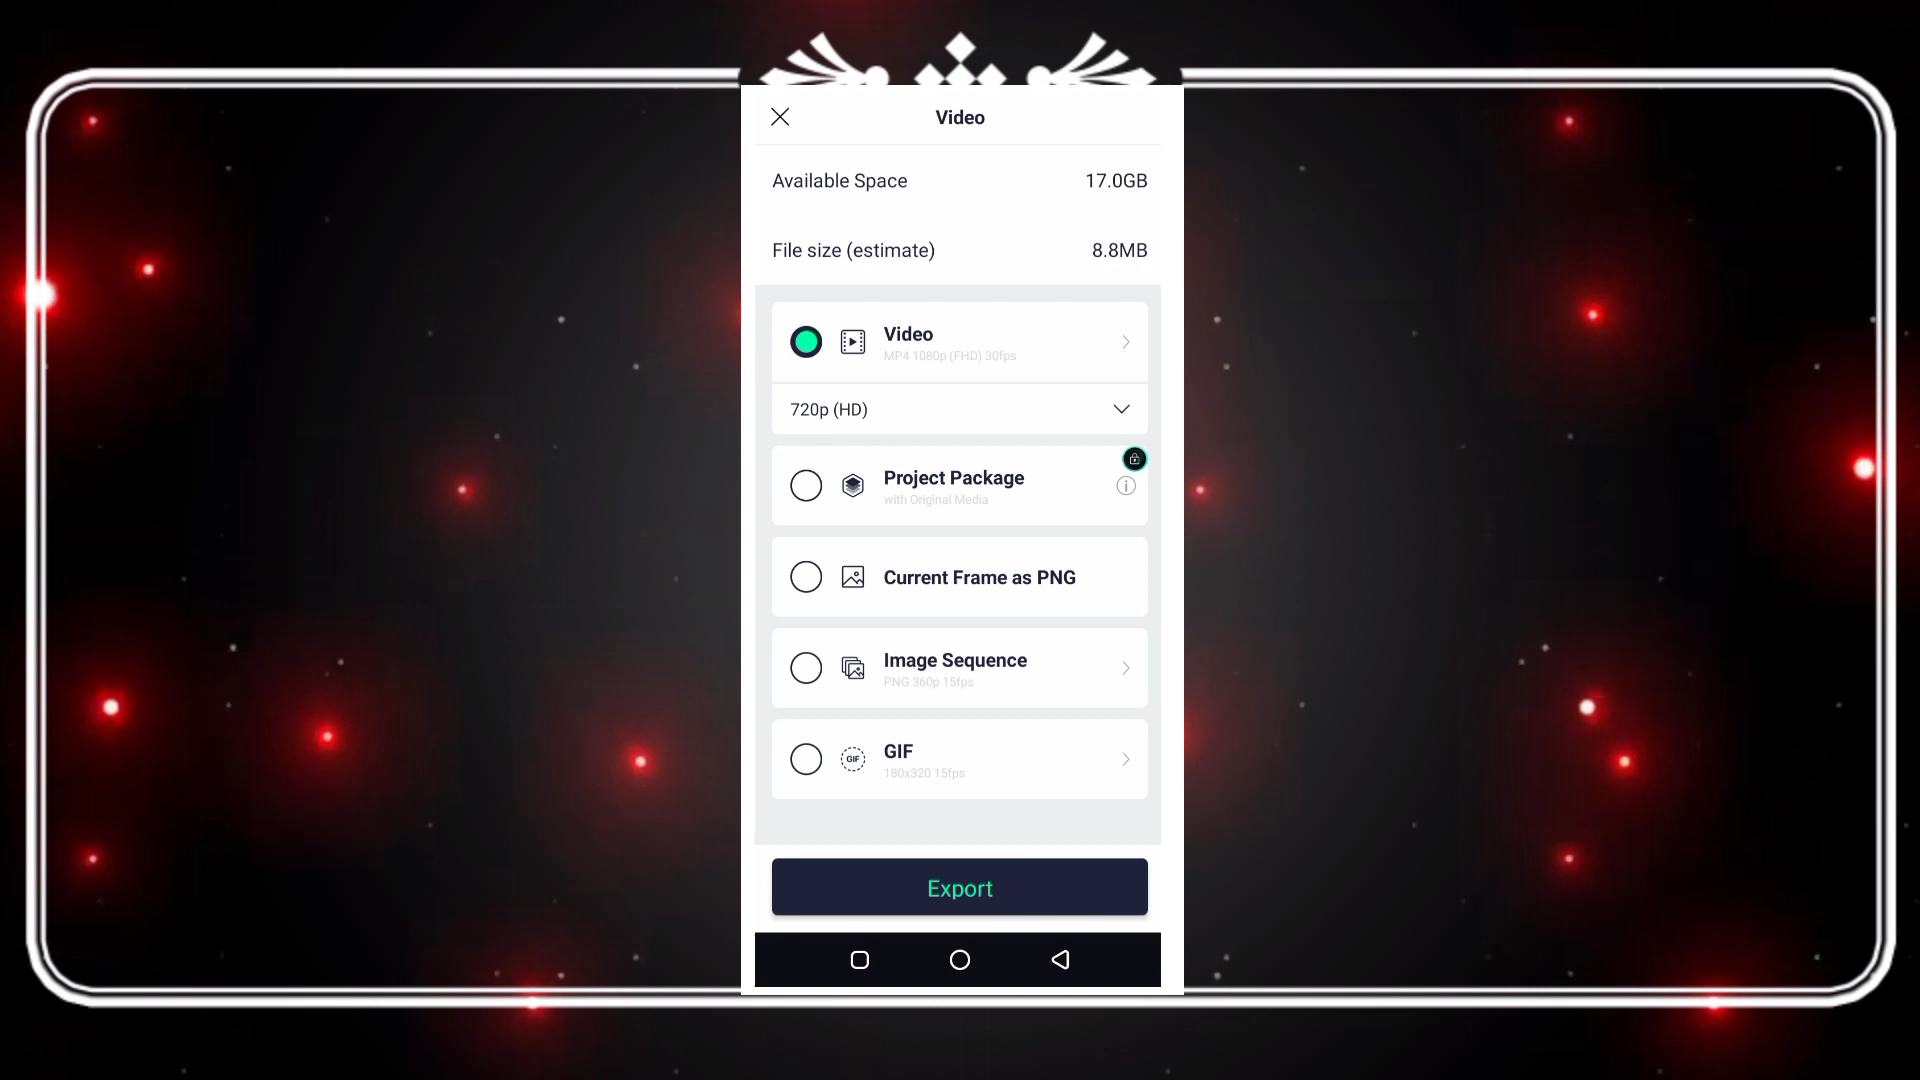 Video
Available Space 17.0GB
File size (estimate) 8.8MB
Video
MP4 1080p (FHD) 30fps
720p (HD)
Project Package
with Original Media
Current Frame as PNG
Image Sequence
PNG 360p 15fps
GIF
GIF
180x320 15fps
Export